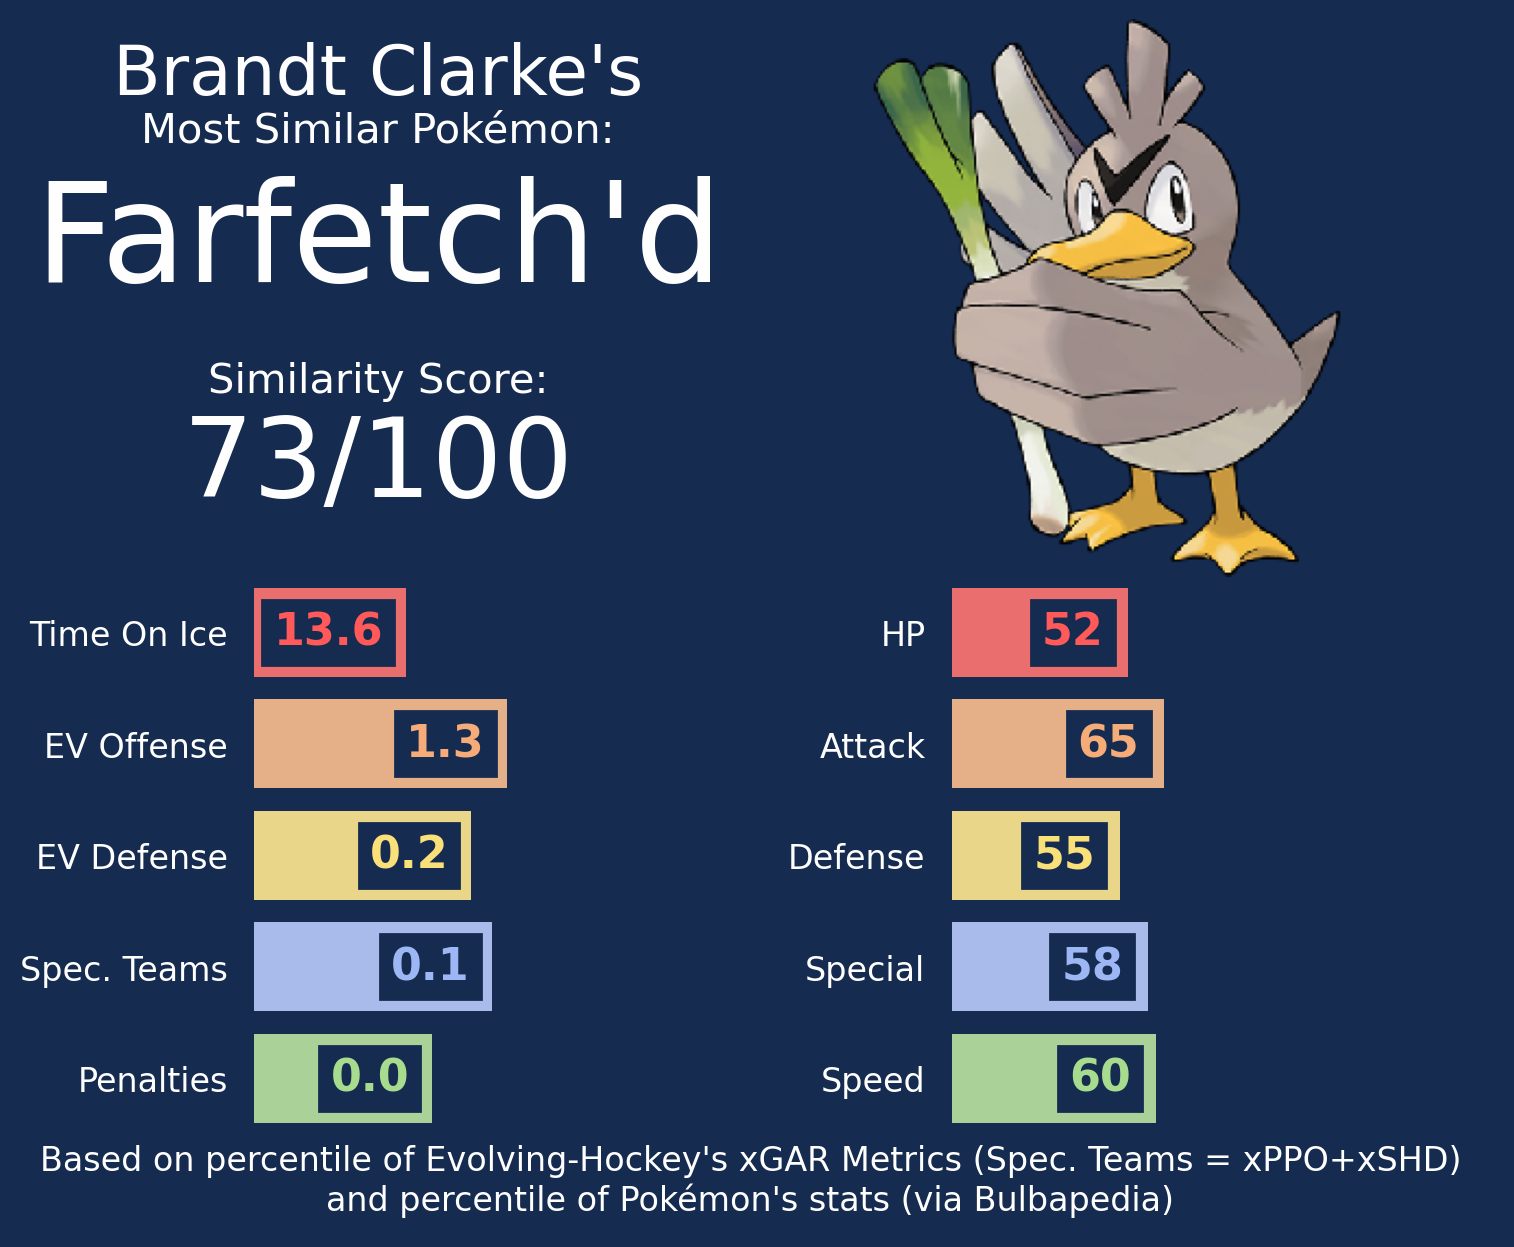 Brandt Clarke's
Most Similar Pokémon:
Farfetch'd
Similarity Score:
73/100
Time On Ice 13.6
EV Offense 1.3
EV Defense 0.2
Spec. Teams 0.1
Penalties 0.0
HP 52
Attack 65
Defense 55
Special 58
Speed 60
Based on percentile of Evolving-Hockey's xGAR Metrics (Spec. Teams = xPPO+xSHD)
and percentile of Pokémon's stats (via Bulbapedia)